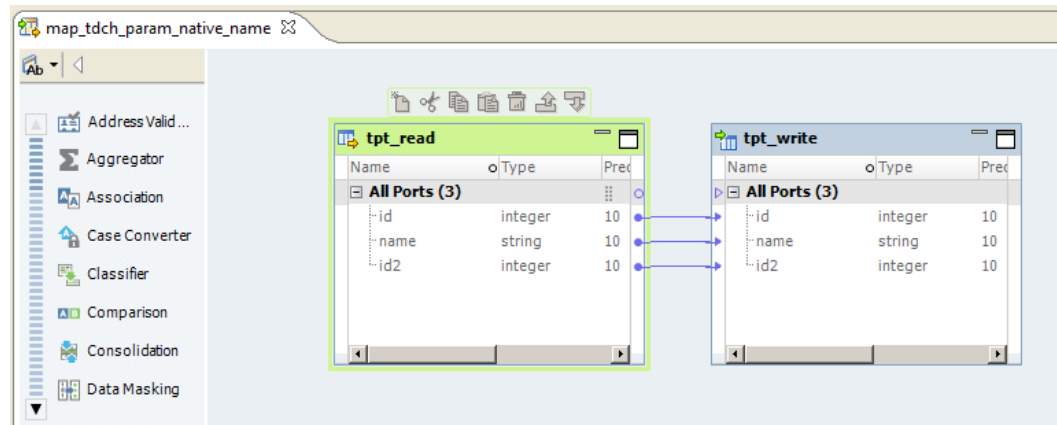 map_tdch_param_native_name
Ab
Address Valid...
Aggregator
Association
Case Converter
Classifier
Comparison
Consolidation
Data Masking
tpt_read
Name Type Prec
All Ports (3)
id integer 10
name string 10
id2 integer 10
tpt_write
Name Type Prec
All Ports (3)
id integer 10
name string 10
id2 integer 10